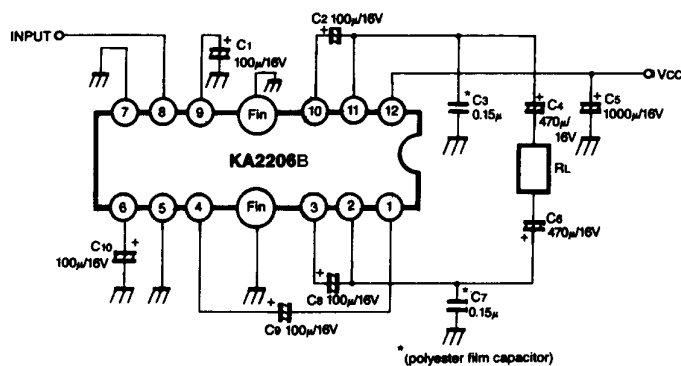 INPUT
C1
100μ/16V
C2 100μ/16V
VCC
* C3
0.15μ
C4
470μ/
16V
C5
1000μ/16V
7 8 9 Fin 10 11 12
KA2206B
RL
6 5 4 Fin 3 2 1
C10
100μ/16V
C6
470μ/16V
C8 100μ/16V
* C7
0.15μ
C9 100μ/16V
* (polyester film capacitor)